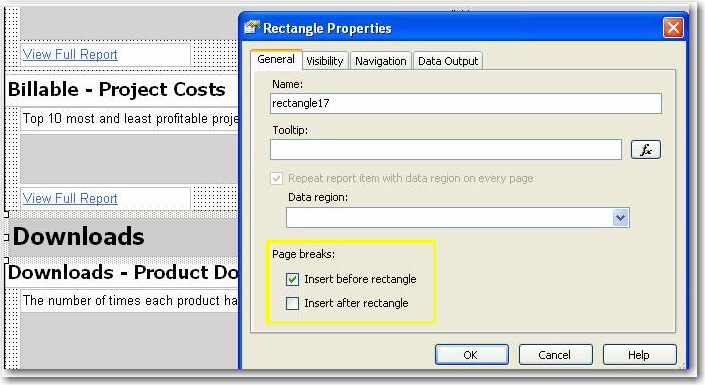 View Full Report
Billable - Project Costs
Top 10 most and least profitable proje
View Full Report
Downloads
Downloads - Product Do
The number of times each product ha
Rectangle Properties
General Visibility Navigation Data Output
Name:
rectangle17
Tooltip:
fx
Repeat report item with data region on every page
Data region:
Page breaks:
Insert before rectangle
Insert after rectangle
OK Cancel Help